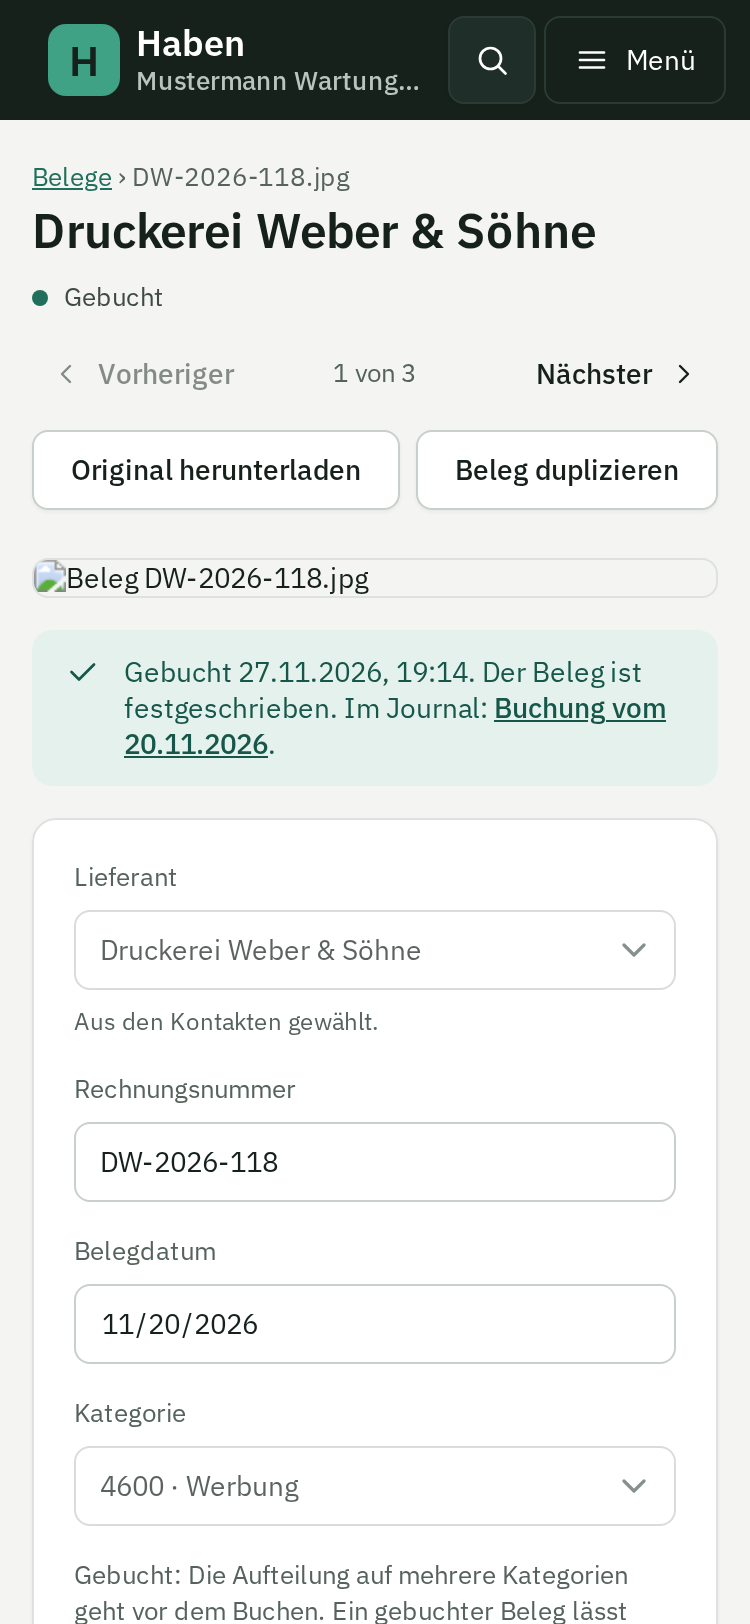 H
Haben
Mustermann Wartung…
Menü
Belege › DW-2026-118.jpg
Druckerei Weber & Söhne
Gebucht
Vorheriger
1 von 3
Nächster
Original herunterladen
Beleg duplizieren
Beleg DW-2026-118.jpg
Gebucht 27.11.2026, 19:14. Der Beleg ist
festgeschrieben. Im Journal: Buchung vom
20.11.2026.
Lieferant
Druckerei Weber & Söhne
Aus den Kontakten gewählt.
Rechnungsnummer
DW-2026-118
Belegdatum
11/20/2026
Kategorie
4600 · Werbung
Gebucht: Die Aufteilung auf mehrere Kategorien
geht vor dem Buchen. Ein gebuchter Beleg lässt